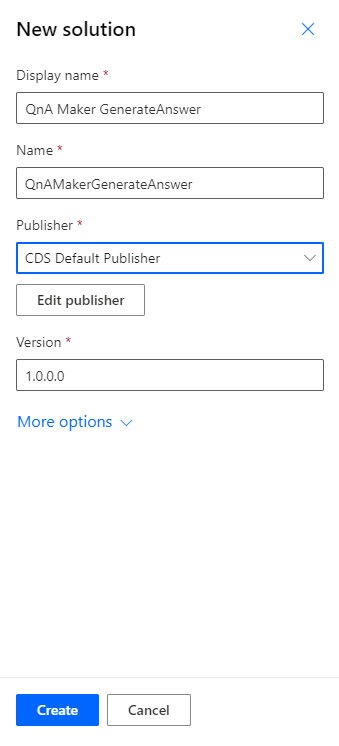 New solution
Display name *
QnA Maker GenerateAnswer
Name *
QnAMakerGenerateAnswer
Publisher *
CDS Default Publisher
Edit publisher
Version *
1.0.0.0
More options
Create Cancel